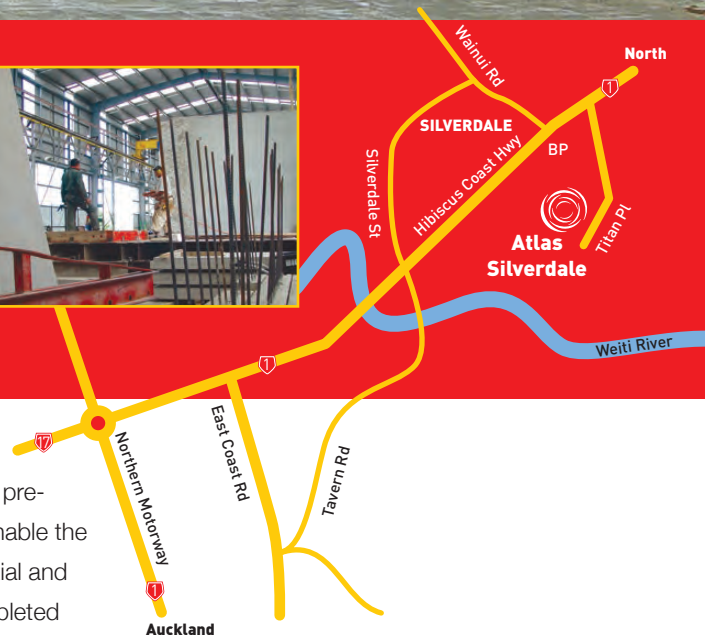 North
1
Wainui Rd
SILVERDALE
BP
Silverdale St
Hibiscus Coast Hwy
Atlas
Silverdale
Titan Pl
Weiti River
1
17
Northern Motorway
East Coast Rd
Tavern Rd
pre-
nable the
ial and
pleted
1
Auckland